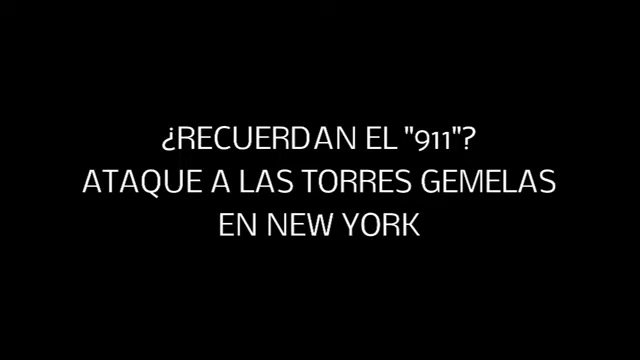 ¿RECUERDAN EL "911"?
ATAQUE A LAS TORRES GEMELAS
EN NEW YORK